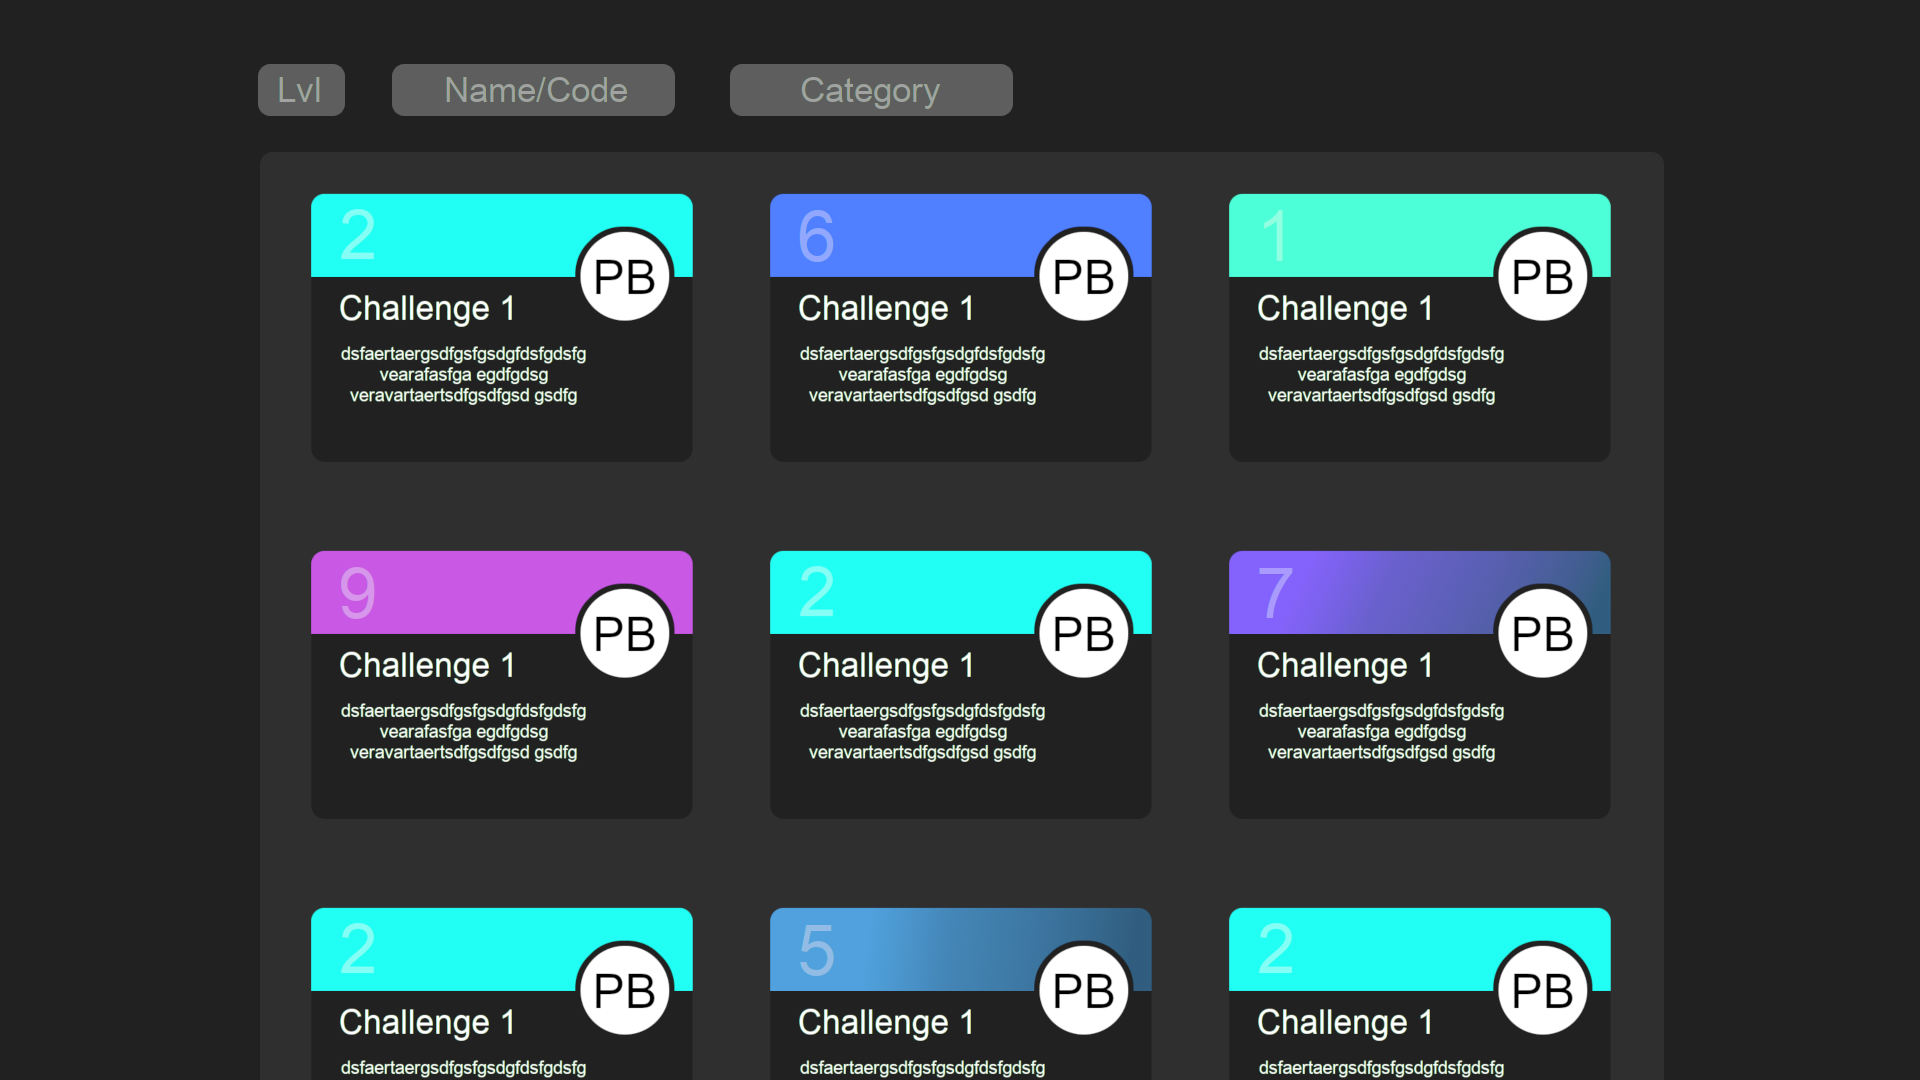 Lvl Name/Code Category
2 6 1
PB PB PB
Challenge 1 Challenge 1 Challenge 1
dsfaertaergsdfgsfgsdgfdsfgdsfg dsfaertaergsdfgsfgsdgfdsfgdsfg dsfaertaergsdfgsfgsdgfdsfgdsfg
vearafasfga egdfgdsg vearafasfga egdfgdsg vearafasfga egdfgdsg
veravartaertsdfgsdfgsd gsdfg veravartaertsdfgsdfgsd gsdfg veravartaertsdfgsdfgsd gsdfg
9 2 7
PB PB PB
Challenge 1 Challenge 1 Challenge 1
dsfaertaergsdfgsfgsdgfdsfgdsfg dsfaertaergsdfgsfgsdgfdsfgdsfg dsfaertaergsdfgsfgsdgfdsfgdsfg
vearafasfga egdfgdsg vearafasfga egdfgdsg vearafasfga egdfgdsg
veravartaertsdfgsdfgsd gsdfg veravartaertsdfgsdfgsd gsdfg veravartaertsdfgsdfgsd gsdfg
2 5 2
PB PB PB
Challenge 1 Challenge 1 Challenge 1
dsfaertaergsdfgsfgsdgfdsfgdsfg dsfaertaergsdfgsfgsdgfdsfgdsfg dsfaertaergsdfgsfgsdgfdsfgdsfg